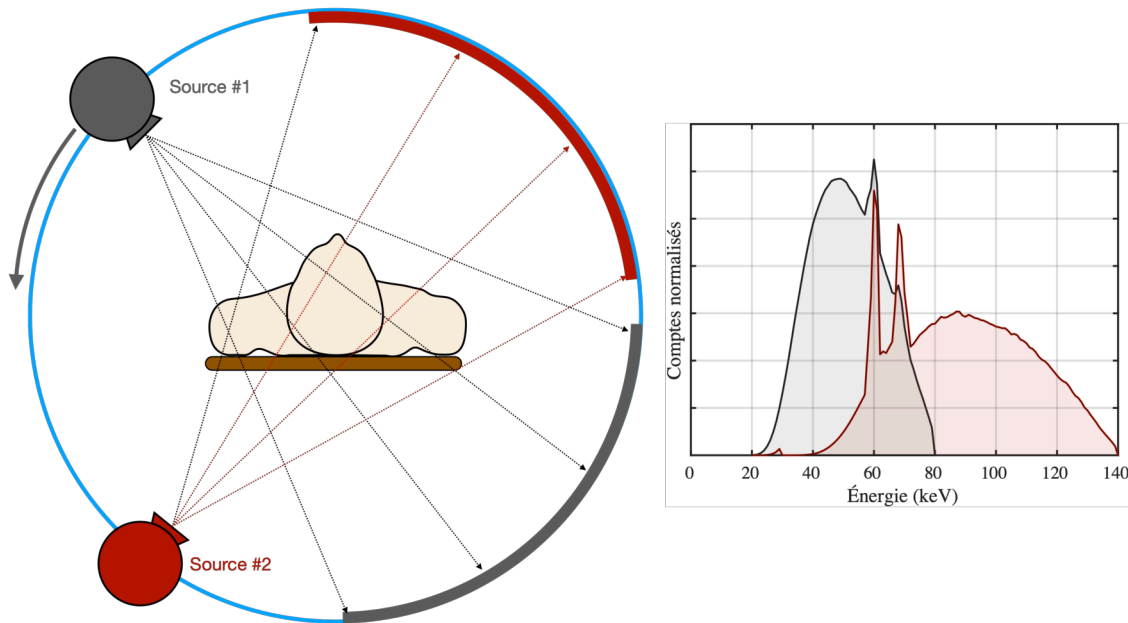 Source #1
Source #2
Comptes normalisés
0 20 40 60 80 100 120 140
Énergie (keV)